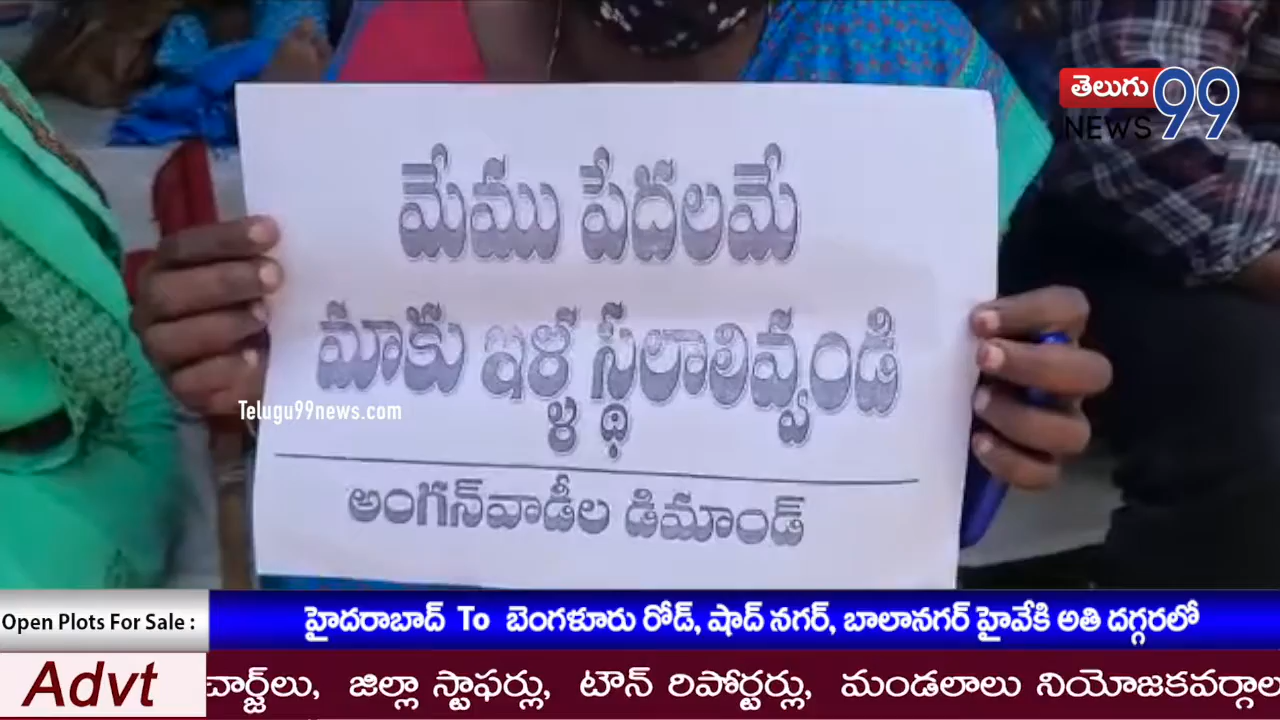 తెలుగు 99
NEWS
మేము పేదలమే
మాకు ఇళ్ళ స్థలాలివ్వండి
Telugu99news.com
అంగన్‌వాడీల డిమాండ్
Open Plots For Sale :
హైదరాబాద్ To బెంగళూరు రోడ్, షాద్ నగర్, బాలానగర్ హైవేకి అతి దగ్గరలో
Advt
చార్జ్‌లు, జిల్లా స్టాఫర్లు, టౌన్ రిపోర్టర్లు, మండలాలు నియోజకవర్గాల